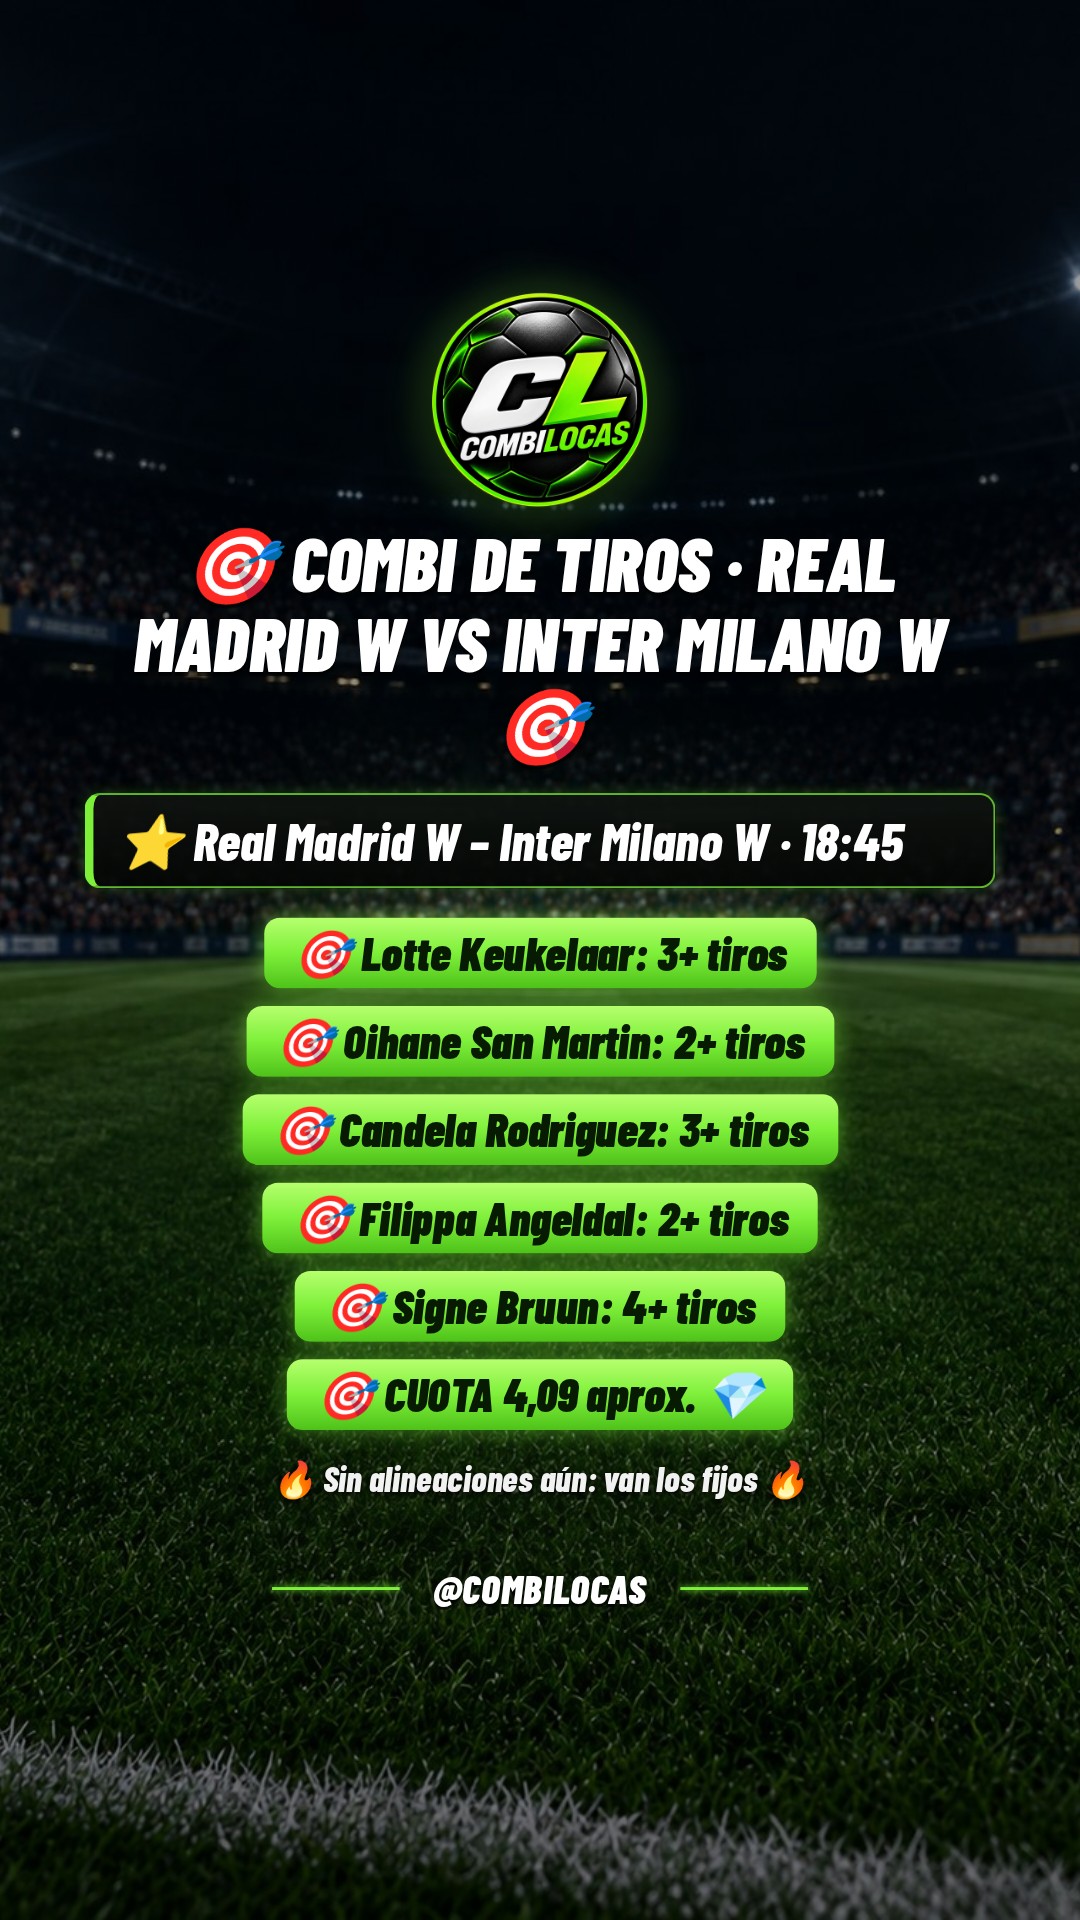 CL
COMBILOCAS
🎯 COMBI DE TIROS · REAL
MADRID W VS INTER MILANO W
🎯
⭐ Real Madrid W – Inter Milano W · 18:45
🎯 Lotte Keukelaar: 3+ tiros
🎯 Oihane San Martin: 2+ tiros
🎯 Candela Rodriguez: 3+ tiros
🎯 Filippa Angeldal: 2+ tiros
🎯 Signe Bruun: 4+ tiros
🎯 CUOTA 4,09 aprox. 💎
🔥 Sin alineaciones aún: van los fijos 🔥
@COMBILOCAS